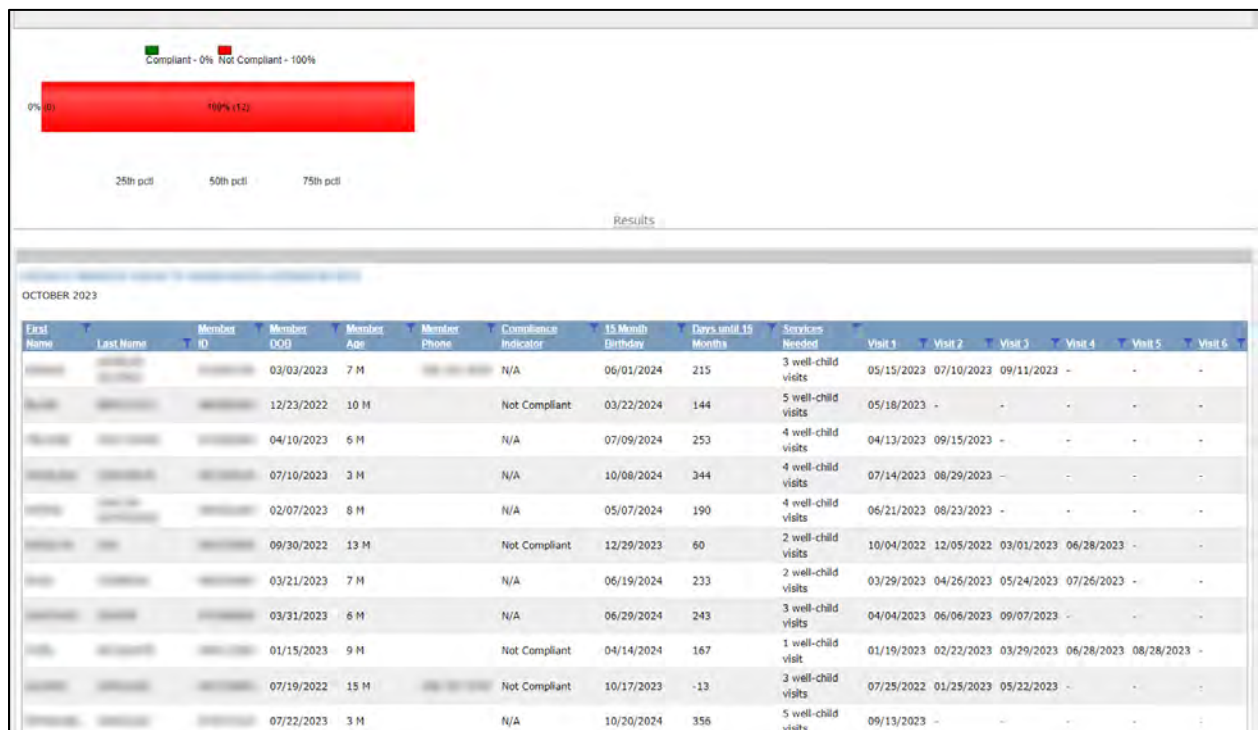 Compliant - 0% Not Compliant - 100%
0% (0) 100% (12)
25th pctl 50th pctl 75th pctl
Results
OCTOBER 2023
First Name Last Name Member ID Member DOB Member Age Member Phone Compliance Indicator 15 Month Birthday Days until 15 Months Services Needed Visit 1 Visit 2 Visit 3 Visit 4 Visit 5 Visit 6
03/03/2023 7 M N/A 06/01/2024 215 3 well-child visits 05/15/2023 07/10/2023 09/11/2023 - - -
12/23/2022 10 M Not Compliant 03/22/2024 144 5 well-child visits 05/18/2023 - - - - -
04/10/2023 6 M N/A 07/09/2024 253 4 well-child visits 04/13/2023 09/15/2023 - - - -
07/10/2023 3 M N/A 10/08/2024 344 4 well-child visits 07/14/2023 08/29/2023 - - - -
02/07/2023 8 M N/A 05/07/2024 190 4 well-child visits 06/21/2023 08/23/2023 - - - -
09/30/2022 13 M Not Compliant 12/29/2023 60 2 well-child visits 10/04/2022 12/05/2022 03/01/2023 06/28/2023 - -
03/21/2023 7 M N/A 06/19/2024 233 2 well-child visits 03/29/2023 04/26/2023 05/24/2023 07/26/2023 - -
03/31/2023 6 M N/A 06/29/2024 243 3 well-child visits 04/04/2023 06/06/2023 09/07/2023 - - -
01/15/2023 9 M Not Compliant 04/14/2024 167 1 well-child visit 01/19/2023 02/22/2023 03/29/2023 06/28/2023 08/28/2023 -
07/19/2022 15 M Not Compliant 10/17/2023 -13 3 well-child visits 07/25/2022 01/25/2023 05/22/2023 - - -
07/22/2023 3 M N/A 10/20/2024 356 5 well-child visits 09/13/2023 - - - - -